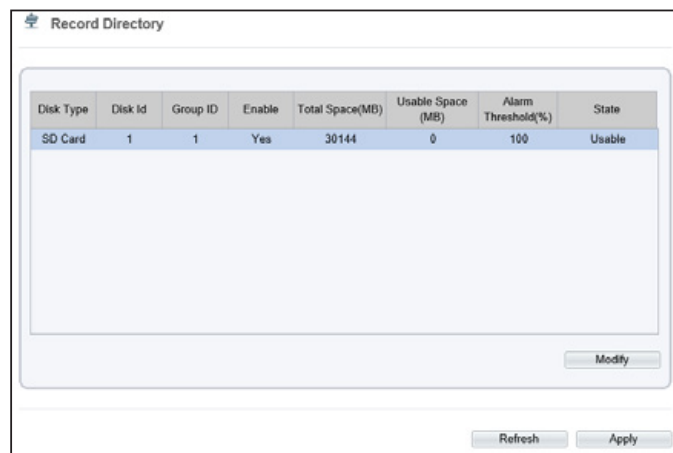 Record Directory
Disk Type Disk Id Group ID Enable Total Space(MB) Usable Space (MB) Alarm Threshold(%) State
SD Card 1 1 Yes 30144 0 100 Usable
Modify
Refresh Apply